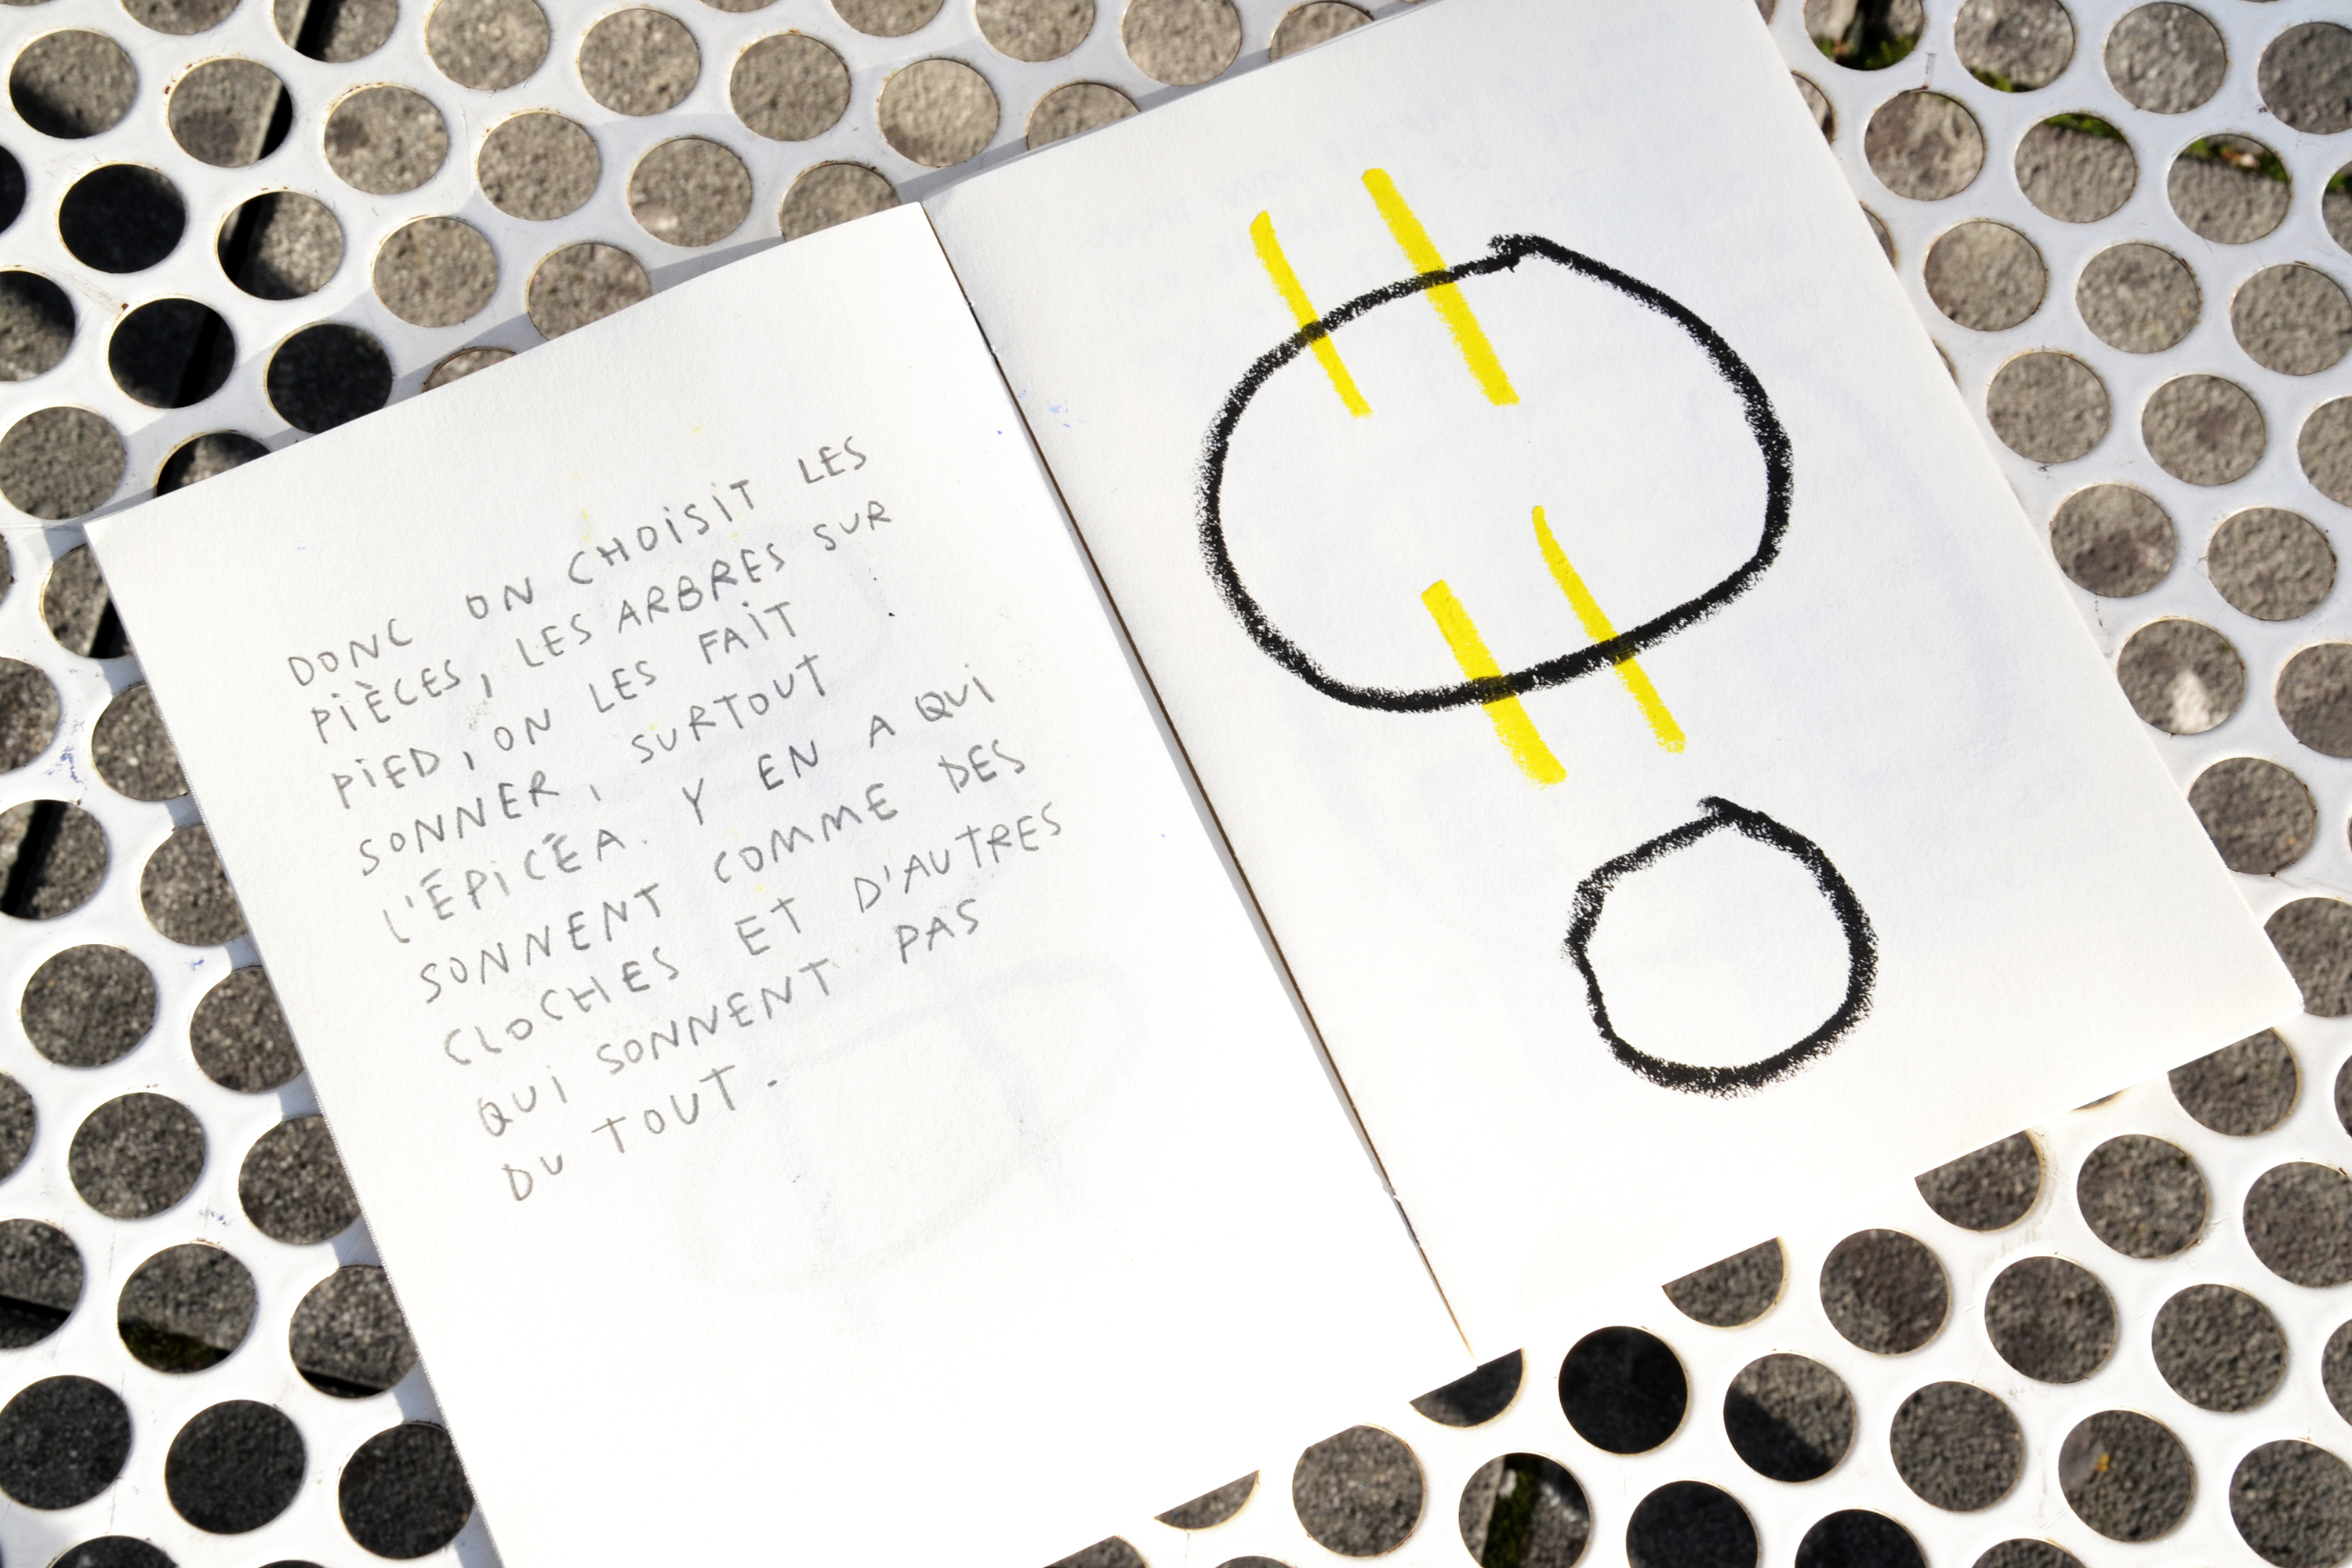 DONC ON CHOISIT LES
PIÈCES, LES ARBRES SUR
PIED, ON LES FAIT
SONNER, SURTOUT
L'ÉPICÉA. Y EN A QUI
SONNENT COMME DES
CLOCHES ET D'AUTRES
QUI SONNENT PAS
DU TOUT.